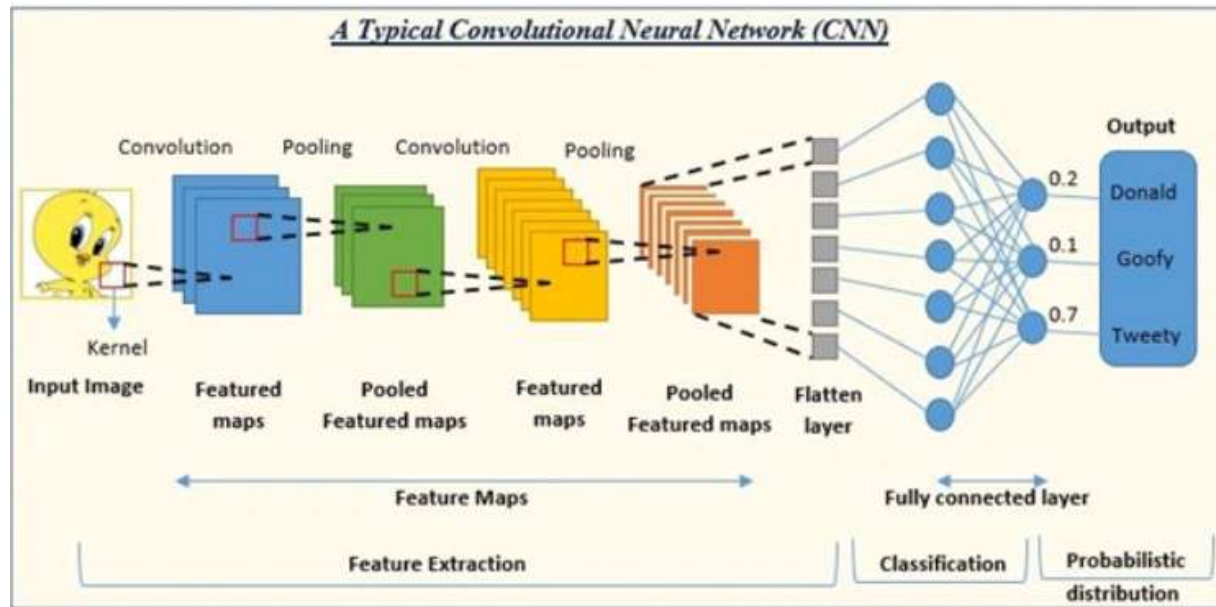 A Typical Convolutional Neural Network (CNN)
Convolution
Pooling
Convolution
Pooling
Output
0.2
Donald
0.1
Goofy
0.7
Tweety
Kernel
Input Image
Featured
maps
Pooled
Featured maps
Featured
maps
Pooled
Featured maps
Flatten
layer
Feature Maps
Fully connected layer
Feature Extraction
Classification
Probabilistic
distribution